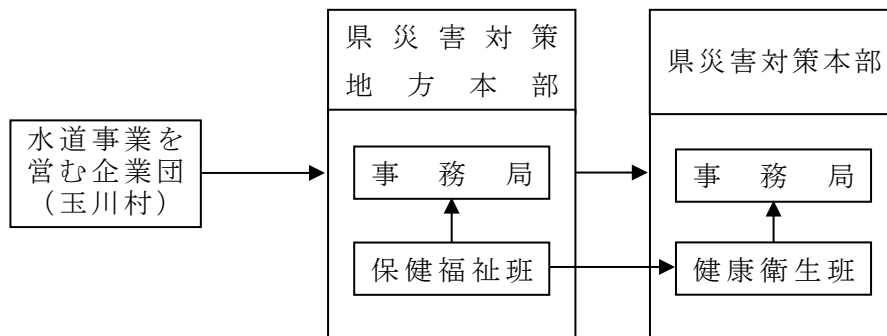 県災害対策
地方本部
県災害対策本部
水道事業を
営む企業団
(玉川村)
事務局
事務局
保健福祉班
健康衛生班